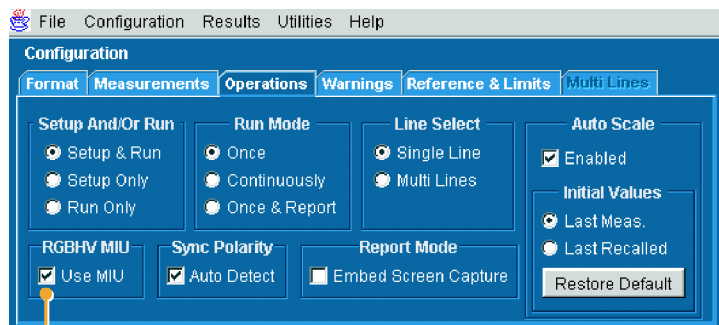 File Configuration Results Utilities Help
Configuration
Format Measurements Operations Warnings Reference & Limits Multi Lines
Setup And/Or Run
Setup & Run
Setup Only
Run Only
Run Mode
Once
Continuously
Once & Report
Line Select
Single Line
Multi Lines
Auto Scale
Enabled
Initial Values
Last Meas.
Last Recalled
Restore Default
RGBHV MIU
Use MIU
Sync Polarity
Auto Detect
Report Mode
Embed Screen Capture